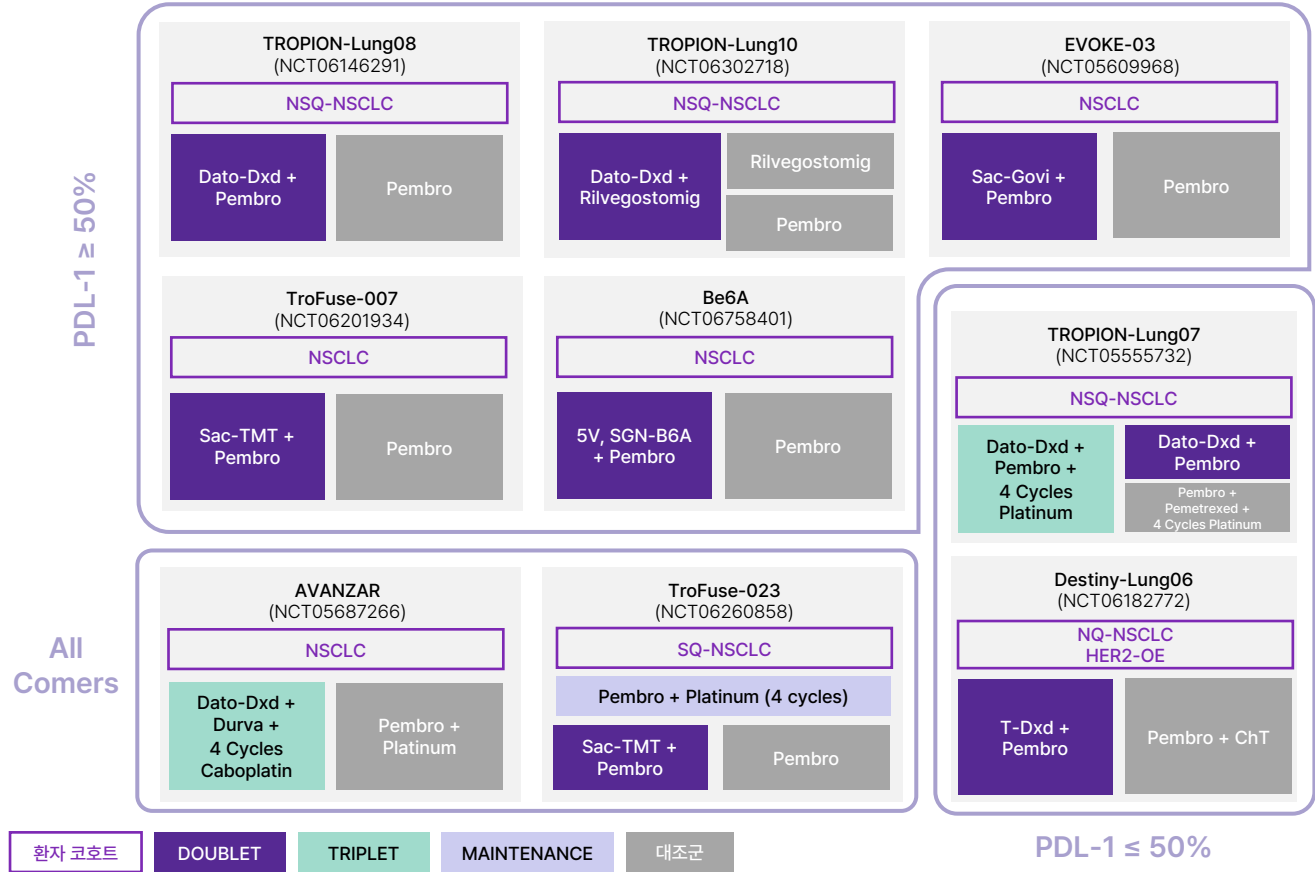 PDL-1 ≥ 50%
TROPION-Lung08
(NCT06146291)
NSQ-NSCLC
Dato-Dxd +
Pembro
Pembro
TROPION-Lung10
(NCT06302718)
NSQ-NSCLC
Dato-Dxd +
Rilvegostomig
Rilvegostomig
Pembro
EVOKE-03
(NCT05609968)
NSCLC
Sac-Govi +
Pembro
Pembro
TroFuse-007
(NCT06201934)
NSCLC
Sac-TMT +
Pembro
Pembro
Be6A
(NCT06758401)
NSCLC
5V, SGN-B6A
+ Pembro
Pembro
TROPION-Lung07
(NCT05555732)
NSQ-NSCLC
Dato-Dxd +
Pembro +
4 Cycles
Platinum
Dato-Dxd +
Pembro
Pembro +
Pemetrexed +
4 Cycles Platinum
Destiny-Lung06
(NCT06182772)
NQ-NSCLC
HER2-OE
T-Dxd +
Pembro
Pembro + ChT
PDL-1 ≤ 50%
All
Comers
AVANZAR
(NCT05687266)
NSCLC
Dato-Dxd +
Durva +
4 Cycles
Caboplatin
Pembro +
Platinum
TroFuse-023
(NCT06260858)
SQ-NSCLC
Pembro + Platinum (4 cycles)
Sac-TMT +
Pembro
Pembro
환자 코호트
DOUBLET
TRIPLET
MAINTENANCE
대조군